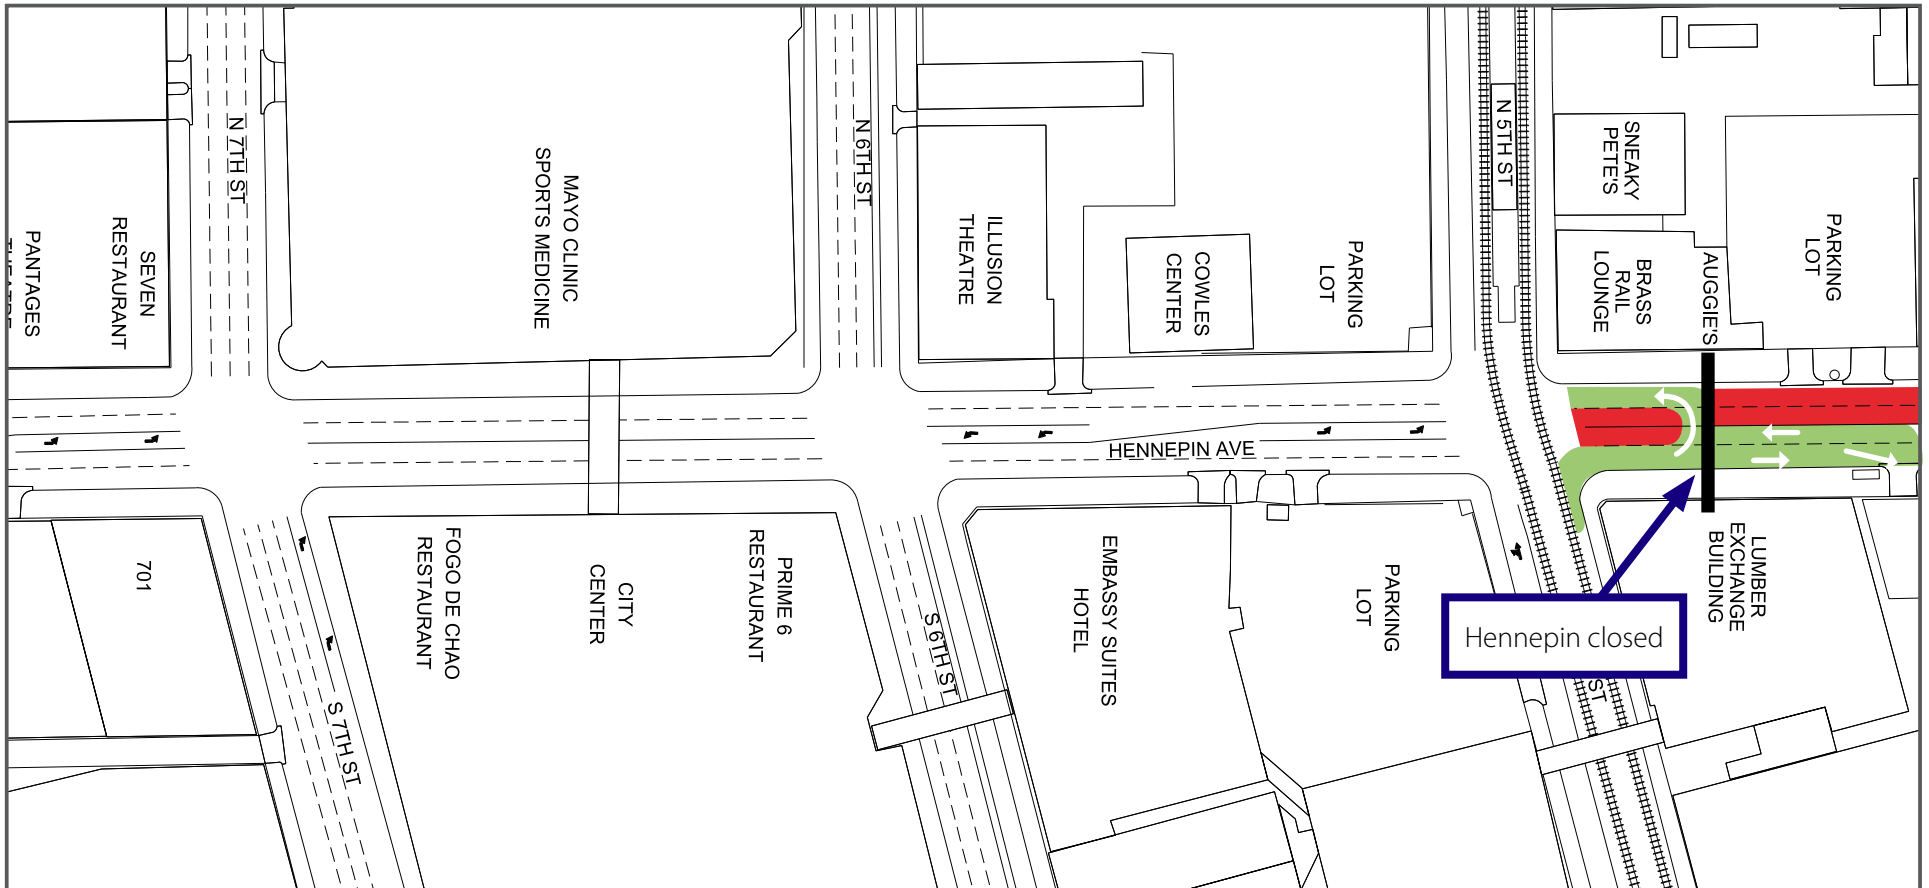 N 7TH ST
N 6TH ST
N 5TH ST
MAYO CLINIC
SPORTS MEDICINE
SEVEN
RESTAURANT
PANTAGES
ILLUSION
THEATRE
COWLES
CENTER
PARKING
LOT
SNEAKY
PETE'S
BRASS
RAIL
LOUNGE
AUGGIE'S
PARKING
LOT
HENNEPIN AVE
701
S 7TH ST
FOGO DE CHAO
RESTAURANT
CITY
CENTER
PRIME 6
RESTAURANT
S 6TH ST
EMBASSY SUITES
HOTEL
PARKING
LOT
Hennepin closed
ST
LUMBER
EXCHANGE
BUILDING